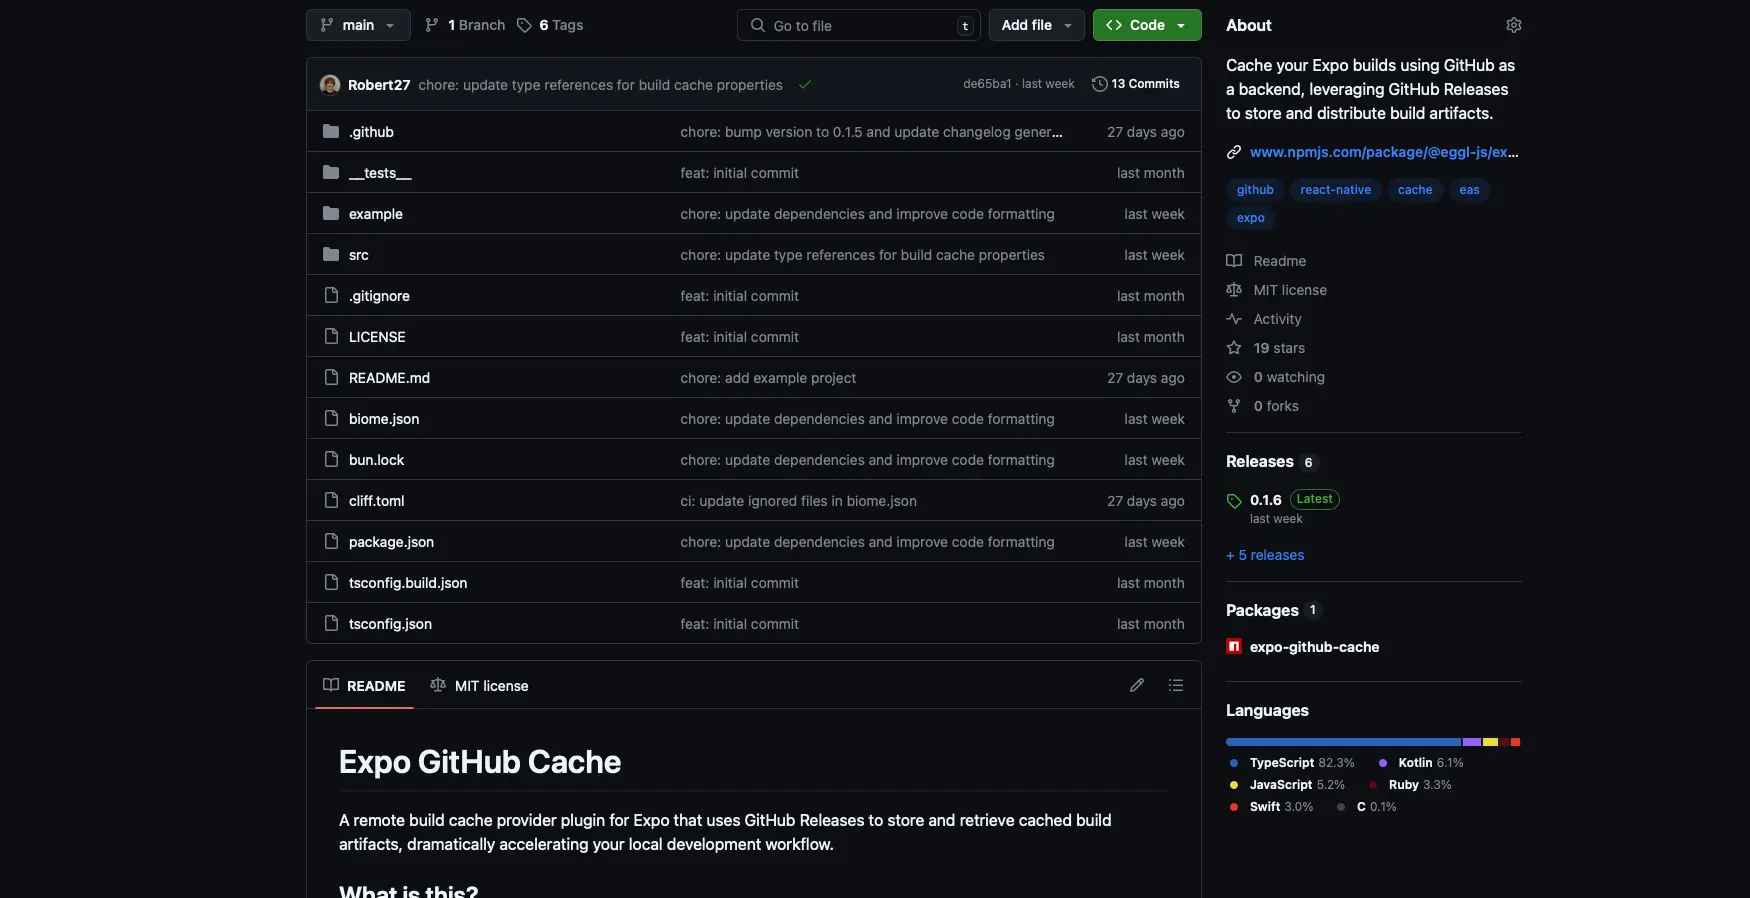 main 1 Branch 6 Tags Go to file t Add file Code
Robert27 chore: update type references for build cache properties de65ba1 · last week 13 Commits
.github chore: bump version to 0.1.5 and update changelog gener... 27 days ago
__tests__ feat: initial commit last month
example chore: update dependencies and improve code formatting last week
src chore: update type references for build cache properties last week
.gitignore feat: initial commit last month
LICENSE feat: initial commit last month
README.md chore: add example project 27 days ago
biome.json chore: update dependencies and improve code formatting last week
bun.lock chore: update dependencies and improve code formatting last week
cliff.toml ci: update ignored files in biome.json 27 days ago
package.json chore: update dependencies and improve code formatting last week
tsconfig.build.json feat: initial commit last month
tsconfig.json feat: initial commit last month
README MIT license
Expo GitHub Cache
A remote build cache provider plugin for Expo that uses GitHub Releases to store and retrieve cached build
artifacts, dramatically accelerating your local development workflow.
What is this?
About
Cache your Expo builds using GitHub as
a backend, leveraging GitHub Releases
to store and distribute build artifacts.
www.npmjs.com/package/@eggl-js/ex...
github react-native cache eas
expo
Readme
MIT license
Activity
19 stars
0 watching
0 forks
Releases 6
0.1.6 Latest
last week
+ 5 releases
Packages 1
expo-github-cache
Languages
TypeScript 82.3% Kotlin 6.1%
JavaScript 5.2% Ruby 3.3%
Swift 3.0% C 0.1%